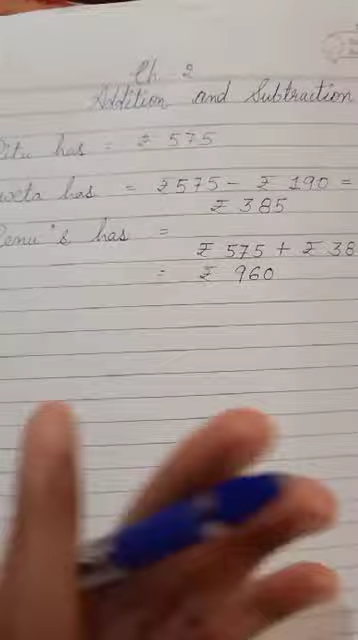 Ch 2
Addition and Subtraction
has = ₹ 575
has = ₹575 - ₹ 190 =
₹ 385
's has =
₹ 575 + ₹ 38
= ₹ 960